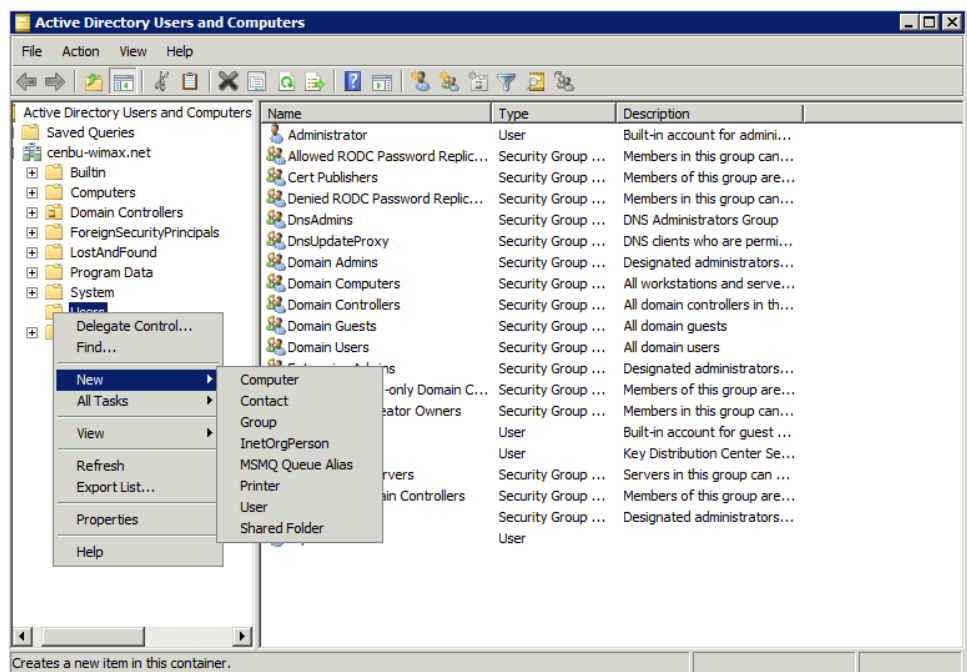 Active Directory Users and Computers
File Action View Help
Active Directory Users and Computers
Saved Queries
cenbu-wimax.net
Builtin
Computers
Domain Controllers
ForeignSecurityPrincipals
LostAndFound
Program Data
System
Users
Delegate Control...
Find...
New
All Tasks
View
Refresh
Export List...
Properties
Help
Computer
Contact
Group
InetOrgPerson
MSMQ Queue Alias
Printer
User
Shared Folder
Name Type Description
Administrator User Built-in account for admini...
Allowed RODC Password Replic... Security Group ... Members in this group can...
Cert Publishers Security Group ... Members of this group are...
Denied RODC Password Replic... Security Group ... Members in this group can...
DnsAdmins Security Group ... DNS Administrators Group
DnsUpdateProxy Security Group ... DNS clients who are permi...
Domain Admins Security Group ... Designated administrators...
Domain Computers Security Group ... All workstations and serve...
Domain Controllers Security Group ... All domain controllers in th...
Domain Guests Security Group ... All domain guests
Domain Users Security Group ... All domain users
Security Group ... Designated administrators...
-only Domain C... Security Group ... Members of this group are...
eator Owners Security Group ... Members in this group can...
User Built-in account for guest ...
User Key Distribution Center Se...
rvers Security Group ... Servers in this group can ...
ain Controllers Security Group ... Members of this group are...
Security Group ... Designated administrators...
User
Creates a new item in this container.